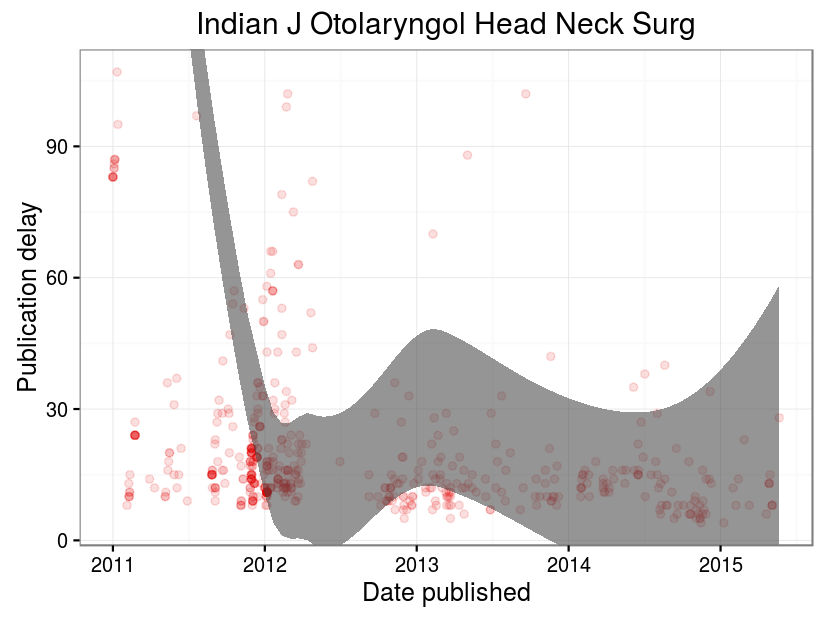 Indian J Otolaryngol Head Neck Surg
Publication delay
90
60
30
0
2011 2012 2013 2014 2015
Date published